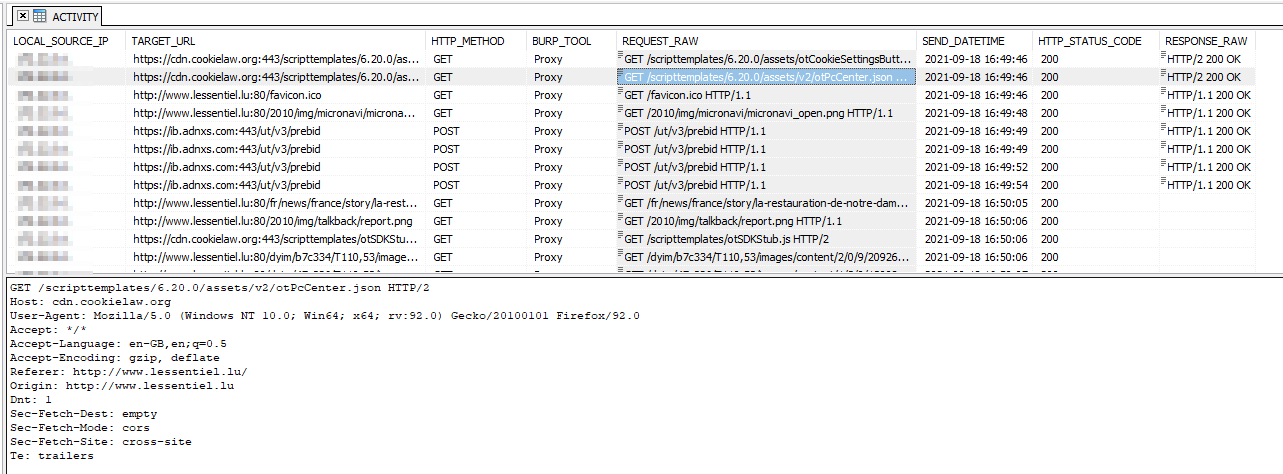 ACTIVITY
LOCAL_SOURCE_IP TARGET_URL HTTP_METHOD BURP_TOOL REQUEST_RAW SEND_DATETIME HTTP_STATUS_CODE RESPONSE_RAW
https://cdn.cookielaw.org:443/scripttemplates/6.20.0/as... GET Proxy GET /scripttemplates/6.20.0/assets/otCookieSettingsButt... 2021-09-18 16:49:46 200 HTTP/2 200 OK
https://cdn.cookielaw.org:443/scripttemplates/6.20.0/as... GET Proxy GET /scripttemplates/6.20.0/assets/v2/otPcCenter.json ... 2021-09-18 16:49:46 200 HTTP/2 200 OK
http://www.lessentiel.lu:80/favicon.ico GET Proxy GET /favicon.ico HTTP/1.1 2021-09-18 16:49:46 200 HTTP/1.1 200 OK
http://www.lessentiel.lu:80/2010/img/micronavi/microna... GET Proxy GET /2010/img/micronavi/micronavi_open.png HTTP/1.1 2021-09-18 16:49:48 200 HTTP/1.1 200 OK
https://ib.adnxs.com:443/ut/v3/prebid POST Proxy POST /ut/v3/prebid HTTP/1.1 2021-09-18 16:49:49 200 HTTP/1.1 200 OK
https://ib.adnxs.com:443/ut/v3/prebid POST Proxy POST /ut/v3/prebid HTTP/1.1 2021-09-18 16:49:49 200 HTTP/1.1 200 OK
https://ib.adnxs.com:443/ut/v3/prebid POST Proxy POST /ut/v3/prebid HTTP/1.1 2021-09-18 16:49:52 200 HTTP/1.1 200 OK
https://ib.adnxs.com:443/ut/v3/prebid POST Proxy POST /ut/v3/prebid HTTP/1.1 2021-09-18 16:49:54 200 HTTP/1.1 200 OK
http://www.lessentiel.lu:80/fr/news/france/story/la-rest... GET Proxy GET /fr/news/france/story/la-restauration-de-notre-dam... 2021-09-18 16:50:05 200
http://www.lessentiel.lu:80/2010/img/talkback/report.png GET Proxy GET /2010/img/talkback/report.png HTTP/1.1 2021-09-18 16:50:06 200
https://cdn.cookielaw.org:443/scripttemplates/otSDKStu... GET Proxy GET /scripttemplates/otSDKStub.js HTTP/2 2021-09-18 16:50:06 200
http://www.lessentiel.lu:80/dyim/b7c334/T110,53/image... GET Proxy GET /dyim/b7c334/T110,53/images/content/2/0/9/20926... 2021-09-18 16:50:06 200
GET /scripttemplates/6.20.0/assets/v2/otPcCenter.json HTTP/2
Host: cdn.cookielaw.org
User-Agent: Mozilla/5.0 (Windows NT 10.0; Win64; x64; rv:92.0) Gecko/20100101 Firefox/92.0
Accept: */*
Accept-Language: en-GB,en;q=0.5
Accept-Encoding: gzip, deflate
Referer: http://www.lessentiel.lu/
Origin: http://www.lessentiel.lu
Dnt: 1
Sec-Fetch-Dest: empty
Sec-Fetch-Mode: cors
Sec-Fetch-Site: cross-site
Te: trailers